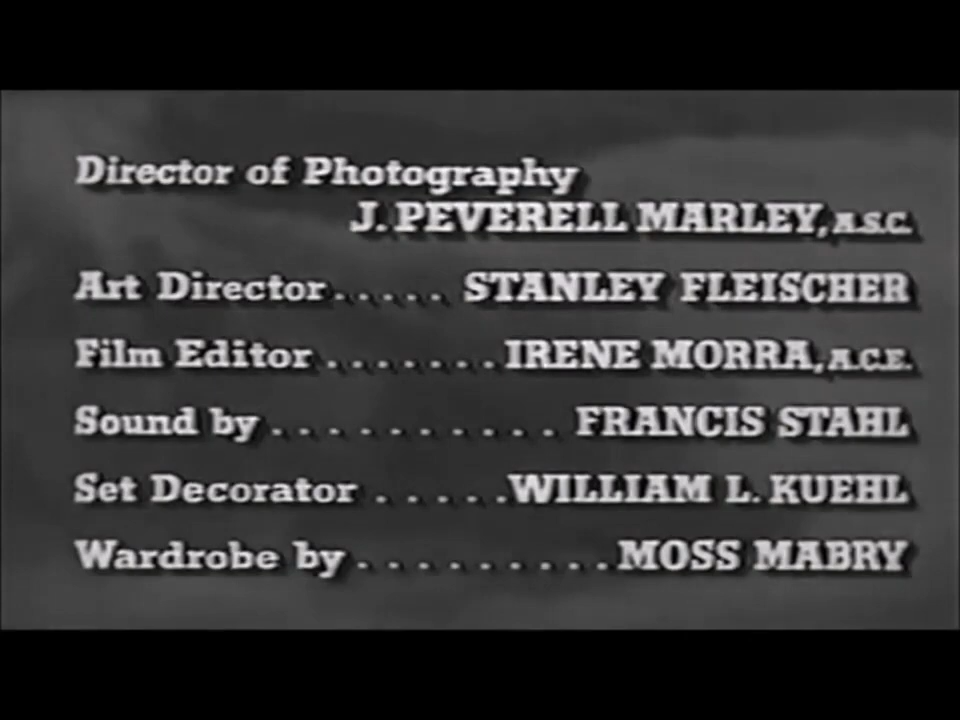 Director of Photography
J. PEVERELL MARLEY, A.S.C.
Art Director..... STANLEY FLEISCHER
Film Editor.......IRENE MORRA, A.C.E.
Sound by........... FRANCIS STAHL
Set Decorator.....WILLIAM L. KUEHL
Wardrobe by..........MOSS MABRY